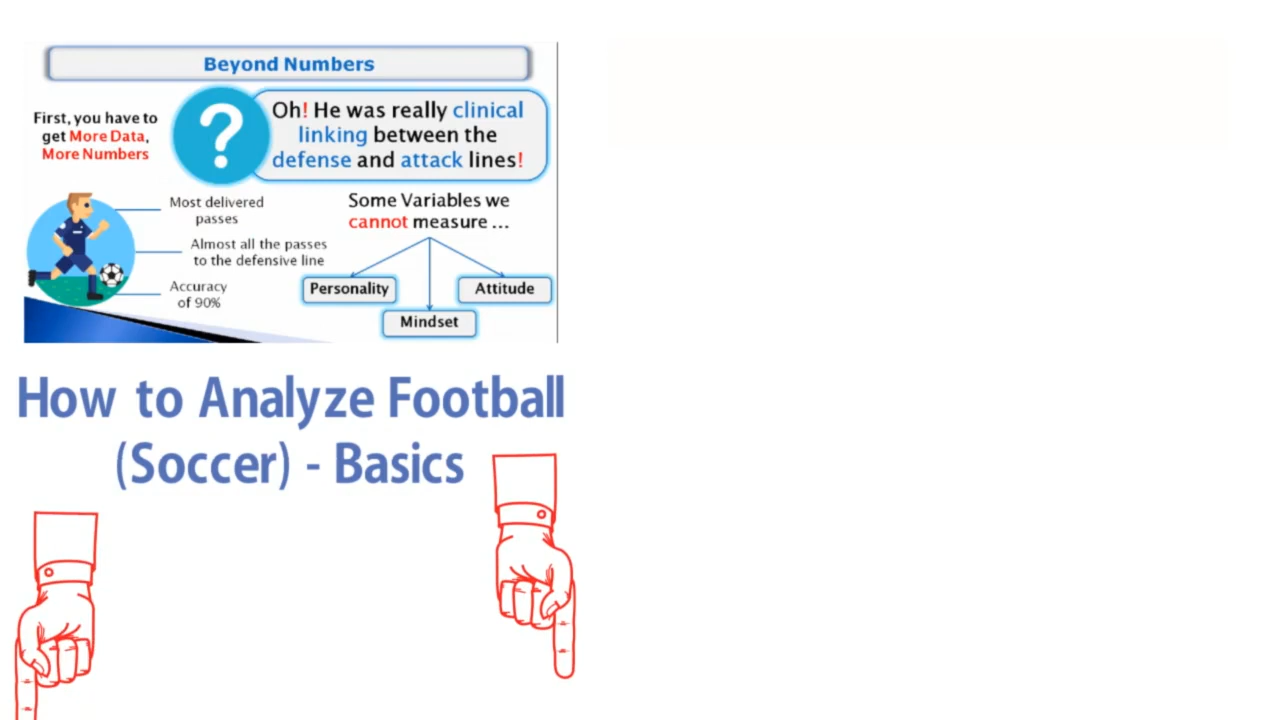 Beyond Numbers
First, you have to
get More Data,
More Numbers
?
Oh! He was really clinical
linking between the
defense and attack lines!
Most delivered
passes
Almost all the passes
to the defensive line
Accuracy
of 90%
Some Variables we
cannot measure ...
Personality
Attitude
Mindset
How to Analyze Football
(Soccer) - Basics